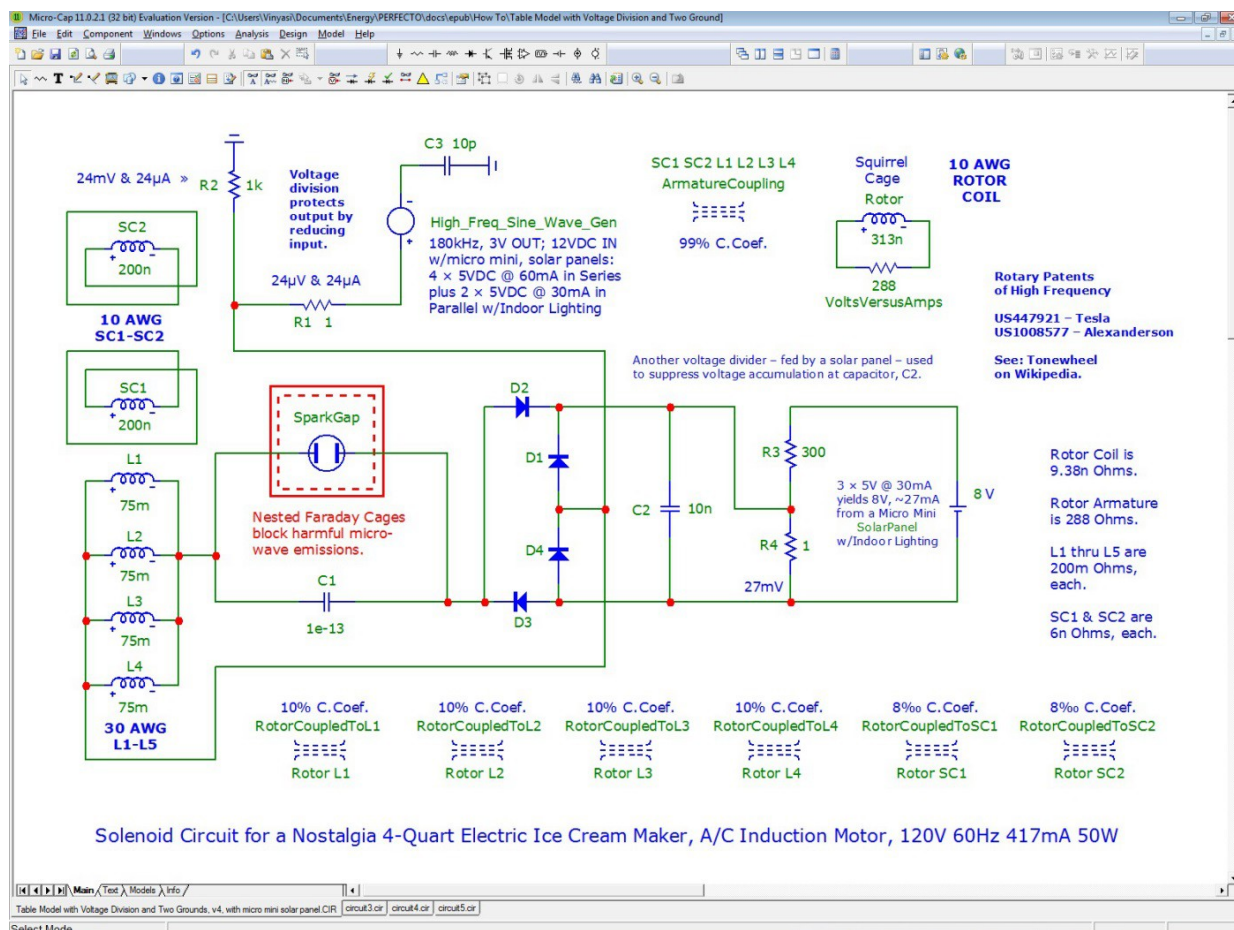 Micro-Cap 11.0.2.1 (32 bit) Evaluation Version - [C:\Users\Vinyasi\Documents\Energy\PERFECTO\docs\epub\How To\Table Model with Voltage Division and Two Ground]
File Edit Component Windows Options Analysis Design Model Help
24mV & 24µA »
R2
1k
Voltage
division
protects
output by
reducing
input.
C3 10p
-
+
High_Freq_Sine_Wave_Gen
180kHz, 3V OUT; 12VDC IN
w/micro mini, solar panels:
4 × 5VDC @ 60mA in Series
plus 2 × 5VDC @ 30mA in
Parallel w/Indoor Lighting
SC1 SC2 L1 L2 L3 L4
ArmatureCoupling
99% C.Coef.
Squirrel
Cage
Rotor
+ -
313n
288
VoltsVersusAmps
10 AWG
ROTOR
COIL
SC2
+ -
200n
10 AWG
SC1-SC2
24µV & 24µA
R1 1
Rotary Patents
of High Frequency
US447921 – Tesla
US1008577 – Alexanderson
See: Tonewheel
on Wikipedia.
SC1
+ -
200n
SparkGap
Nested Faraday Cages
block harmful micro-
wave emissions.
Another voltage divider – fed by a solar panel – used
to suppress voltage accumulation at capacitor, C2.
D2
D1
D4
D3
C2
10n
R3
300
3 × 5V @ 30mA
yields 8V, ~27mA
from a Micro Mini
SolarPanel
w/Indoor Lighting
R4
1
27mV
8 V
Rotor Coil is
9.38n Ohms.
Rotor Armature
is 288 Ohms.
L1 thru L5 are
200m Ohms,
each.
SC1 & SC2 are
6n Ohms, each.
L1
+ -
75m
L2
+ -
75m
L3
+ -
75m
L4
+ -
75m
30 AWG
L1-L5
C1
1e-13
10% C.Coef.
RotorCoupledToL1
Rotor L1
10% C.Coef.
RotorCoupledToL2
Rotor L2
10% C.Coef.
RotorCoupledToL3
Rotor L3
10% C.Coef.
RotorCoupledToL4
Rotor L4
8‰ C.Coef.
RotorCoupledToSC1
Rotor SC1
8‰ C.Coef.
RotorCoupledToSC2
Rotor SC2
Solenoid Circuit for a Nostalgia 4-Quart Electric Ice Cream Maker, A/C Induction Motor, 120V 60Hz 417mA 50W
Main Text Models Info
Table Model with Voltage Division and Two Grounds, v4, with micro mini solar panel.CIR circuit3.cir circuit4.cir circuit5.cir
Select Mode